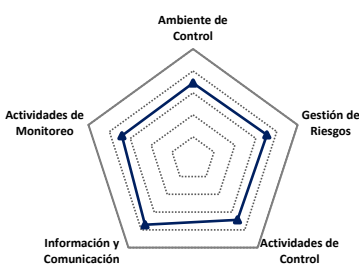 Ambiente de
Control
Actividades de
Monitoreo
Gestión de
Riesgos
Información y
Comunicación
Actividades de
Control